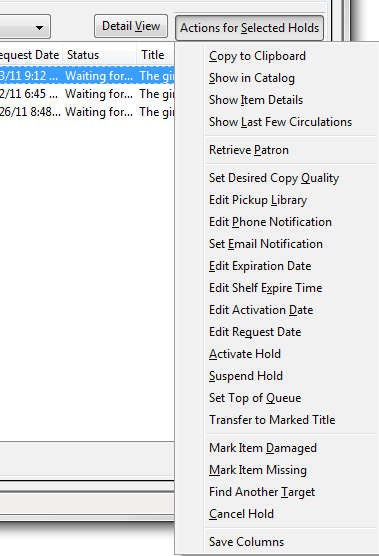 Detail View Actions for Selected Holds
equest Date Status Title
3/11 9:12 ... Waiting for... The gi
2/11 6:45 ... Waiting for... The gi
26/11 8:48... Waiting for... The gi
Copy to Clipboard
Show in Catalog
Show Item Details
Show Last Few Circulations
Retrieve Patron
Set Desired Copy Quality
Edit Pickup Library
Edit Phone Notification
Set Email Notification
Edit Expiration Date
Edit Shelf Expire Time
Edit Activation Date
Edit Request Date
Activate Hold
Suspend Hold
Set Top of Queue
Transfer to Marked Title
Mark Item Damaged
Mark Item Missing
Find Another Target
Cancel Hold
Save Columns